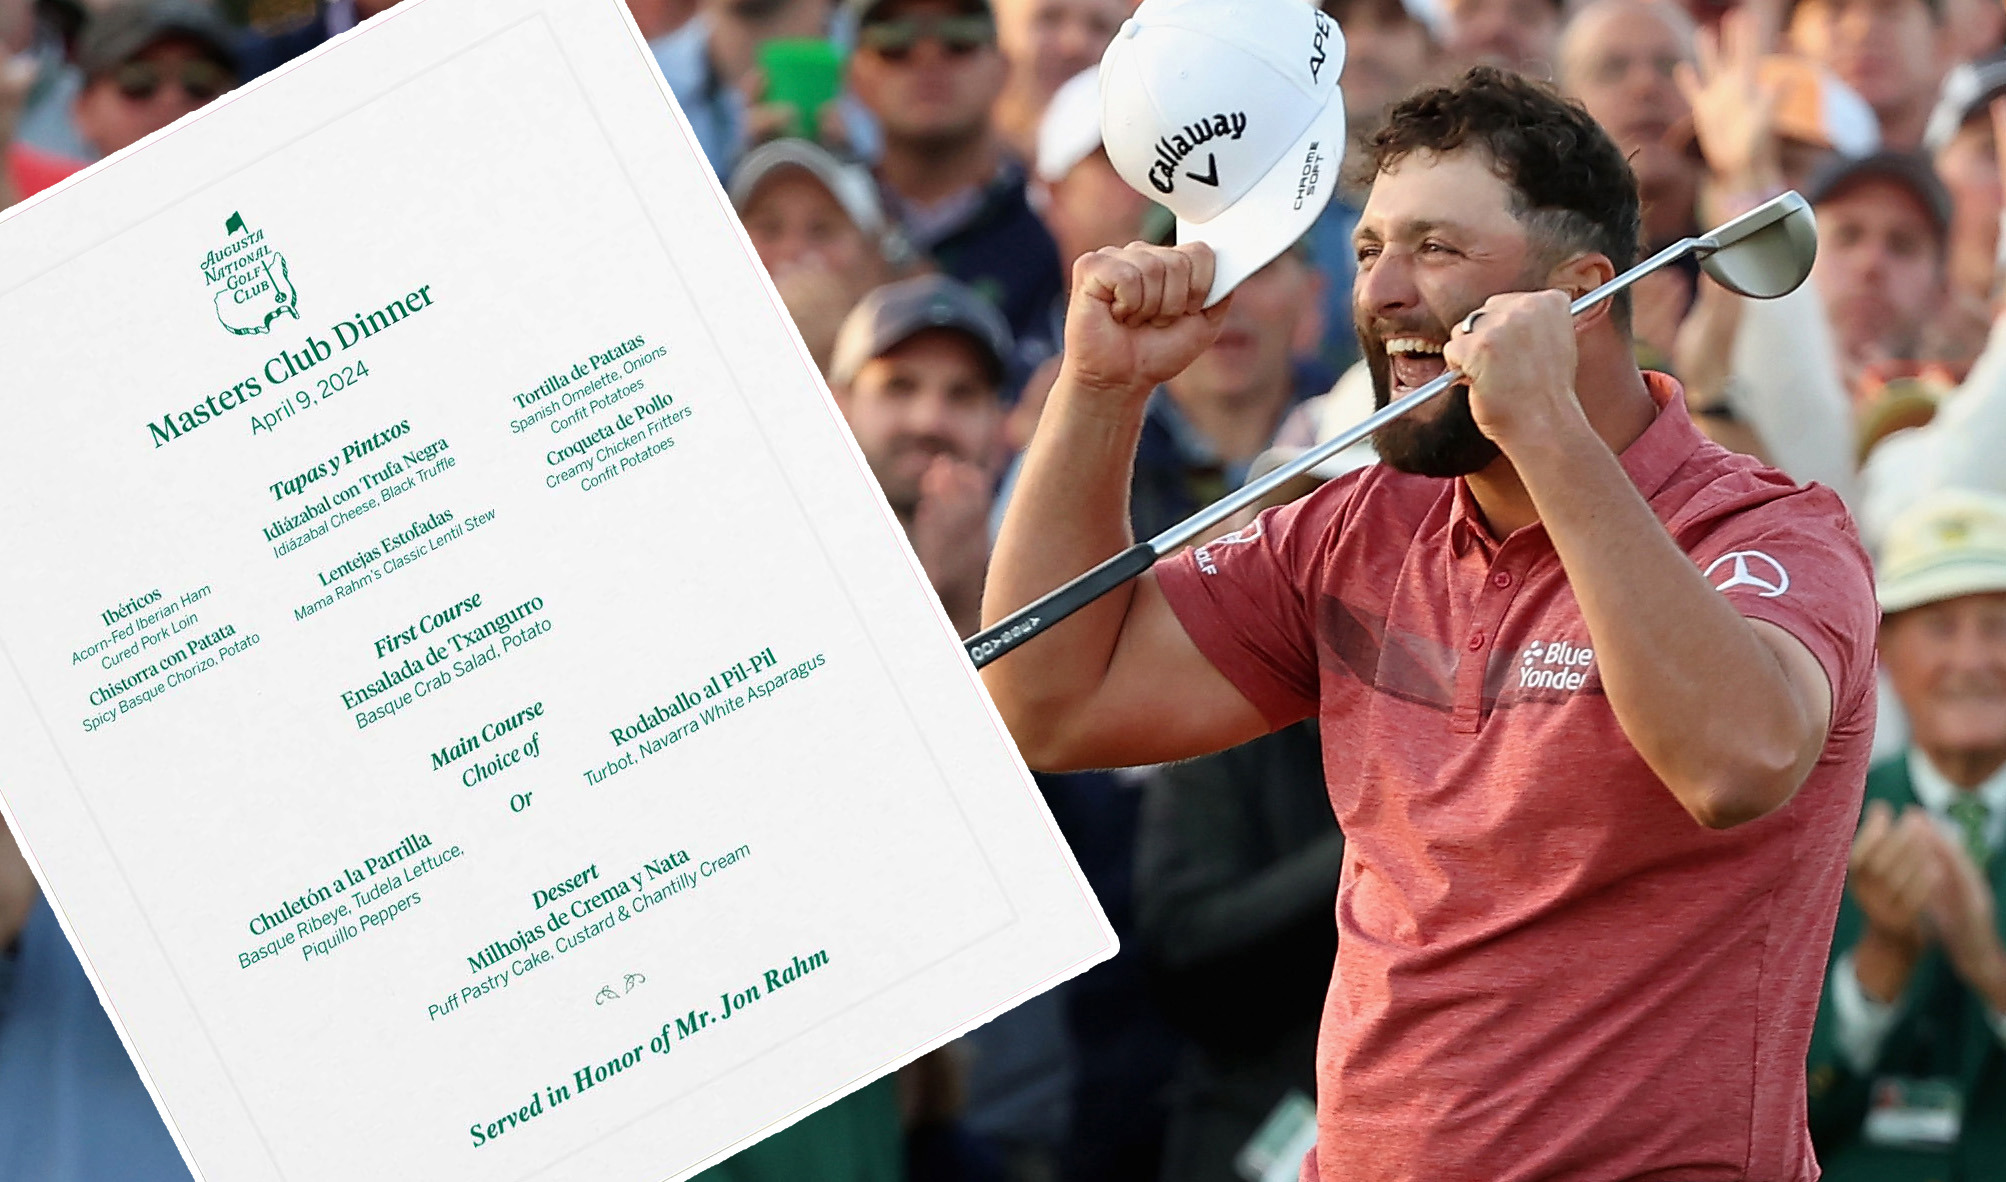 AUGUSTA
NATIONAL
GOLF
CLUB
Masters Club Dinner
April 9, 2024
Tapas y Pintxos
Ibéricos
Acorn-Fed Iberian Ham
Cured Pork Loin
Idiázabal con Trufa Negra
Idiázabal Cheese, Black Truffle
Tortilla de Patatas
Spanish Omelette, Onions
Confit Potatoes
Chistorra con Patata
Spicy Basque Chorizo, Potato
Lentejas Estofadas
Mama Rahm's Classic Lentil Stew
Croqueta de Pollo
Creamy Chicken Fritters
Confit Potatoes
First Course
Ensalada de Txangurro
Basque Crab Salad, Potato
Main Course
Choice of
Chuletón a la Parrilla
Basque Ribeye, Tudela Lettuce,
Piquillo Peppers
Or
Rodaballo al Pil-Pil
Turbot, Navarra White Asparagus
Dessert
Milhojas de Crema y Nata
Puff Pastry Cake, Custard & Chantilly Cream
Served in Honor of Mr. Jon Rahm
Callaway
APEX
CHROME
SOFT
ODYSSEY
GOLF
Blue
Yonder